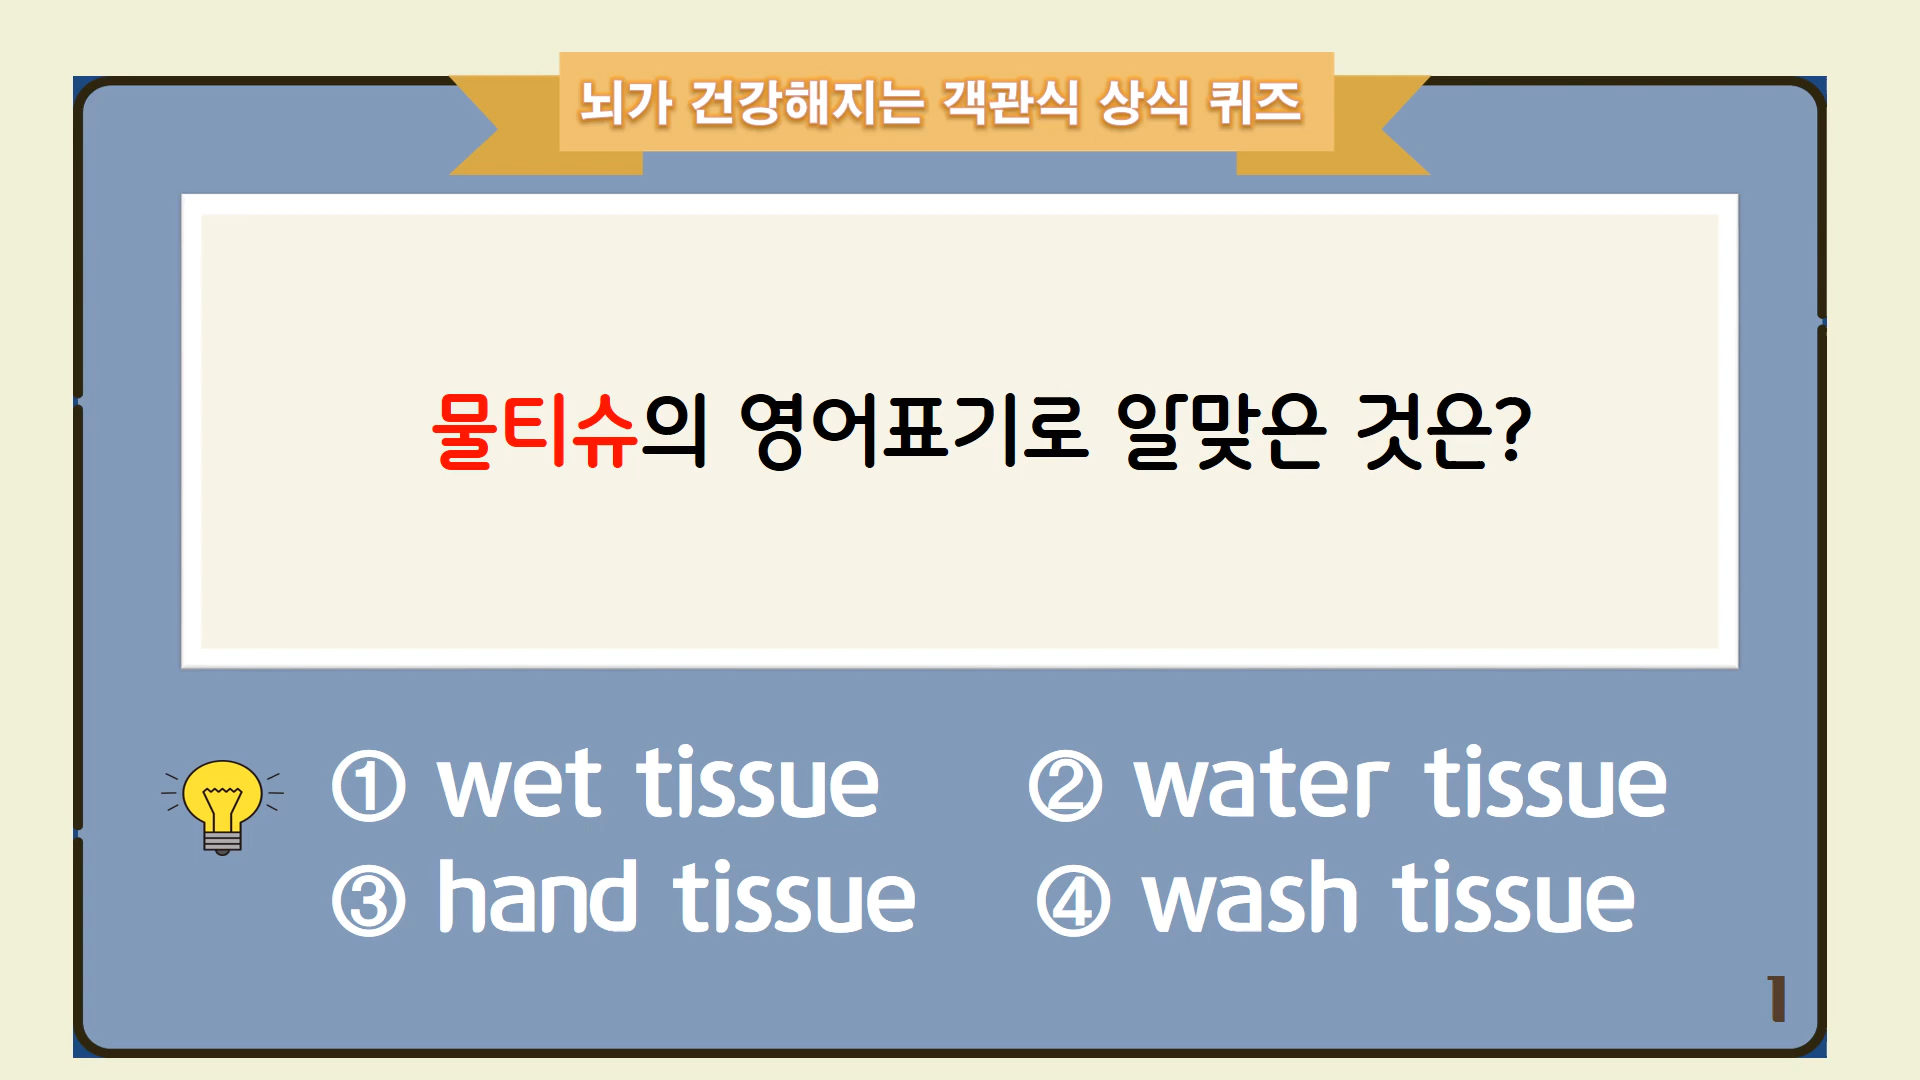 뇌가 건강해지는 객관식 상식 퀴즈
물티슈의 영어표기로 알맞은 것은?
① wet tissue ② water tissue
③ hand tissue ④ wash tissue
1